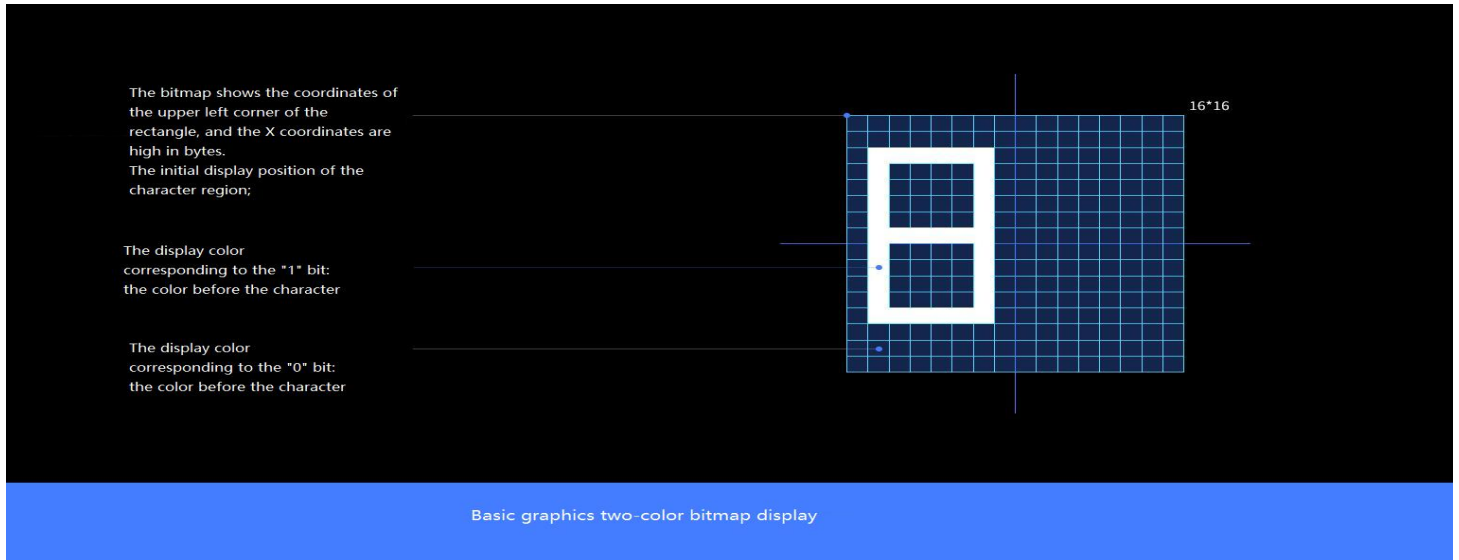 The bitmap shows the coordinates of
the upper left corner of the
rectangle, and the X coordinates are
high in bytes.
The initial display position of the
character region;
16*16
The display color
corresponding to the "1" bit:
the color before the character
The display color
corresponding to the "0" bit:
the color before the character
Basic graphics two-color bitmap display